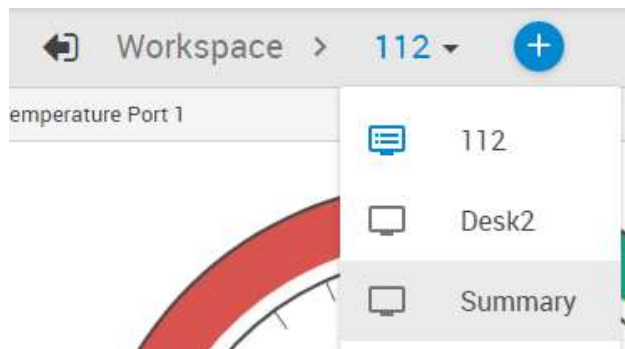 Workspace > 112
emperature Port 1
112
Desk2
Summary